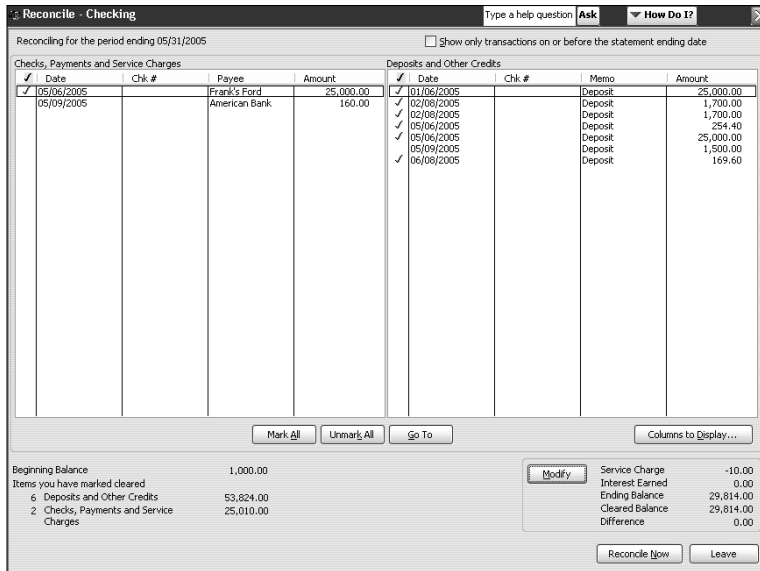 Reconcile - Checking
Type a help question Ask How Do I?
Reconciling for the period ending 05/31/2005
Show only transactions on or before the statement ending date
Checks, Payments and Service Charges
✓ Date Chk # Payee Amount
✓ 05/06/2005 Frank's Ford 25,000.00
05/09/2005 American Bank 160.00
Deposits and Other Credits
✓ Date Chk # Memo Amount
✓ 01/06/2005 Deposit 25,000.00
✓ 02/08/2005 Deposit 1,700.00
✓ 02/08/2005 Deposit 1,700.00
✓ 05/06/2005 Deposit 254.40
✓ 05/06/2005 Deposit 25,000.00
05/09/2005 Deposit 1,500.00
✓ 06/08/2005 Deposit 169.60
Mark All Unmark All Go To Columns to Display...
Beginning Balance 1,000.00
Items you have marked cleared
6 Deposits and Other Credits 53,824.00
2 Checks, Payments and Service Charges 25,010.00
Modify
Service Charge -10.00
Interest Earned 0.00
Ending Balance 29,814.00
Cleared Balance 29,814.00
Difference 0.00
Reconcile Now Leave